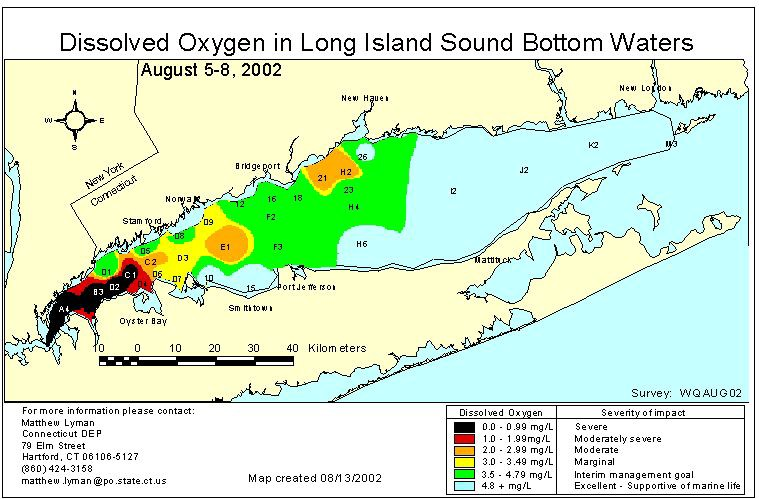 Dissolved Oxygen in Long Island Sound Bottom Waters
August 5-8, 2002
N
W E
S
New London
New Haven
New York
Connecticut
Bridgeport
Norwalk
Stamford
M3
K2
J2
I2
26
21 H2
23
18
16
12
H4
F2
09
08
H6
F3
E1
D3
05
C2
01
C1
06
07
10
15
02
B3
A4
Mattituck
Port Jefferson
Smithtown
Oyster Bay
10 0 10 20 30 40 Kilometers
Survey: WQAUG02
For more information please contact:
Matthew Lyman
Connecticut DEP
79 Elm Street
Hartford, CT 06106-5127
(860) 424-3158
matthew.lyman@po.state.ct.us
Map created 08/13/2002
Dissolved Oxygen Severity of impact
0.0 - 0.99 mg/L Severe
1.0 - 1.99mg/L Moderately severe
2.0 - 2.99 mg/L Moderate
3.0 - 3.49 mg/L Marginal
3.5 - 4.79 mg/L Interim management goal
4.8 + mg/L Excellent - Supportive of marine life